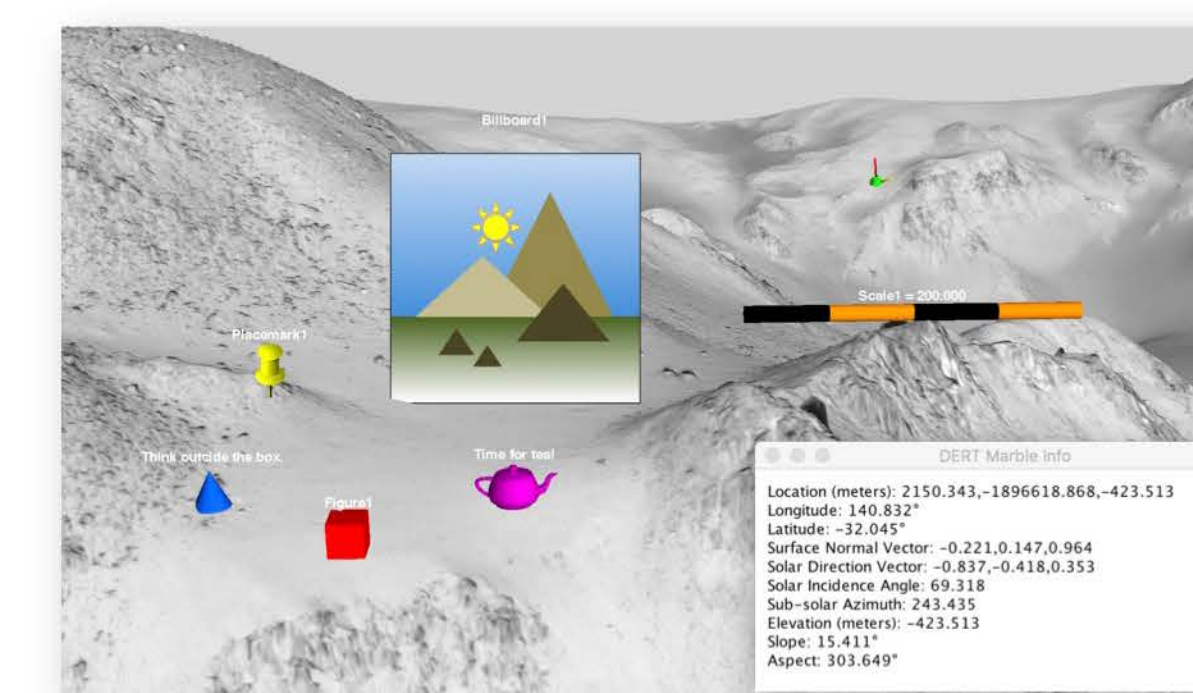 Billboard1
Scale1 = 200.000
Placemark1
Think outside the box.
Time for tea!
Figure1
DERT Marble Info
Location (meters): 2150.343,-1896618.868,-423.513
Longitude: 140.832°
Latitude: -32.045°
Surface Normal Vector: -0.221,0.147,0.964
Solar Direction Vector: -0.837,-0.418,0.353
Solar Incidence Angle: 69.318
Sub-solar Azimuth: 243.435
Elevation (meters): -423.513
Slope: 15.411°
Aspect: 303.649°